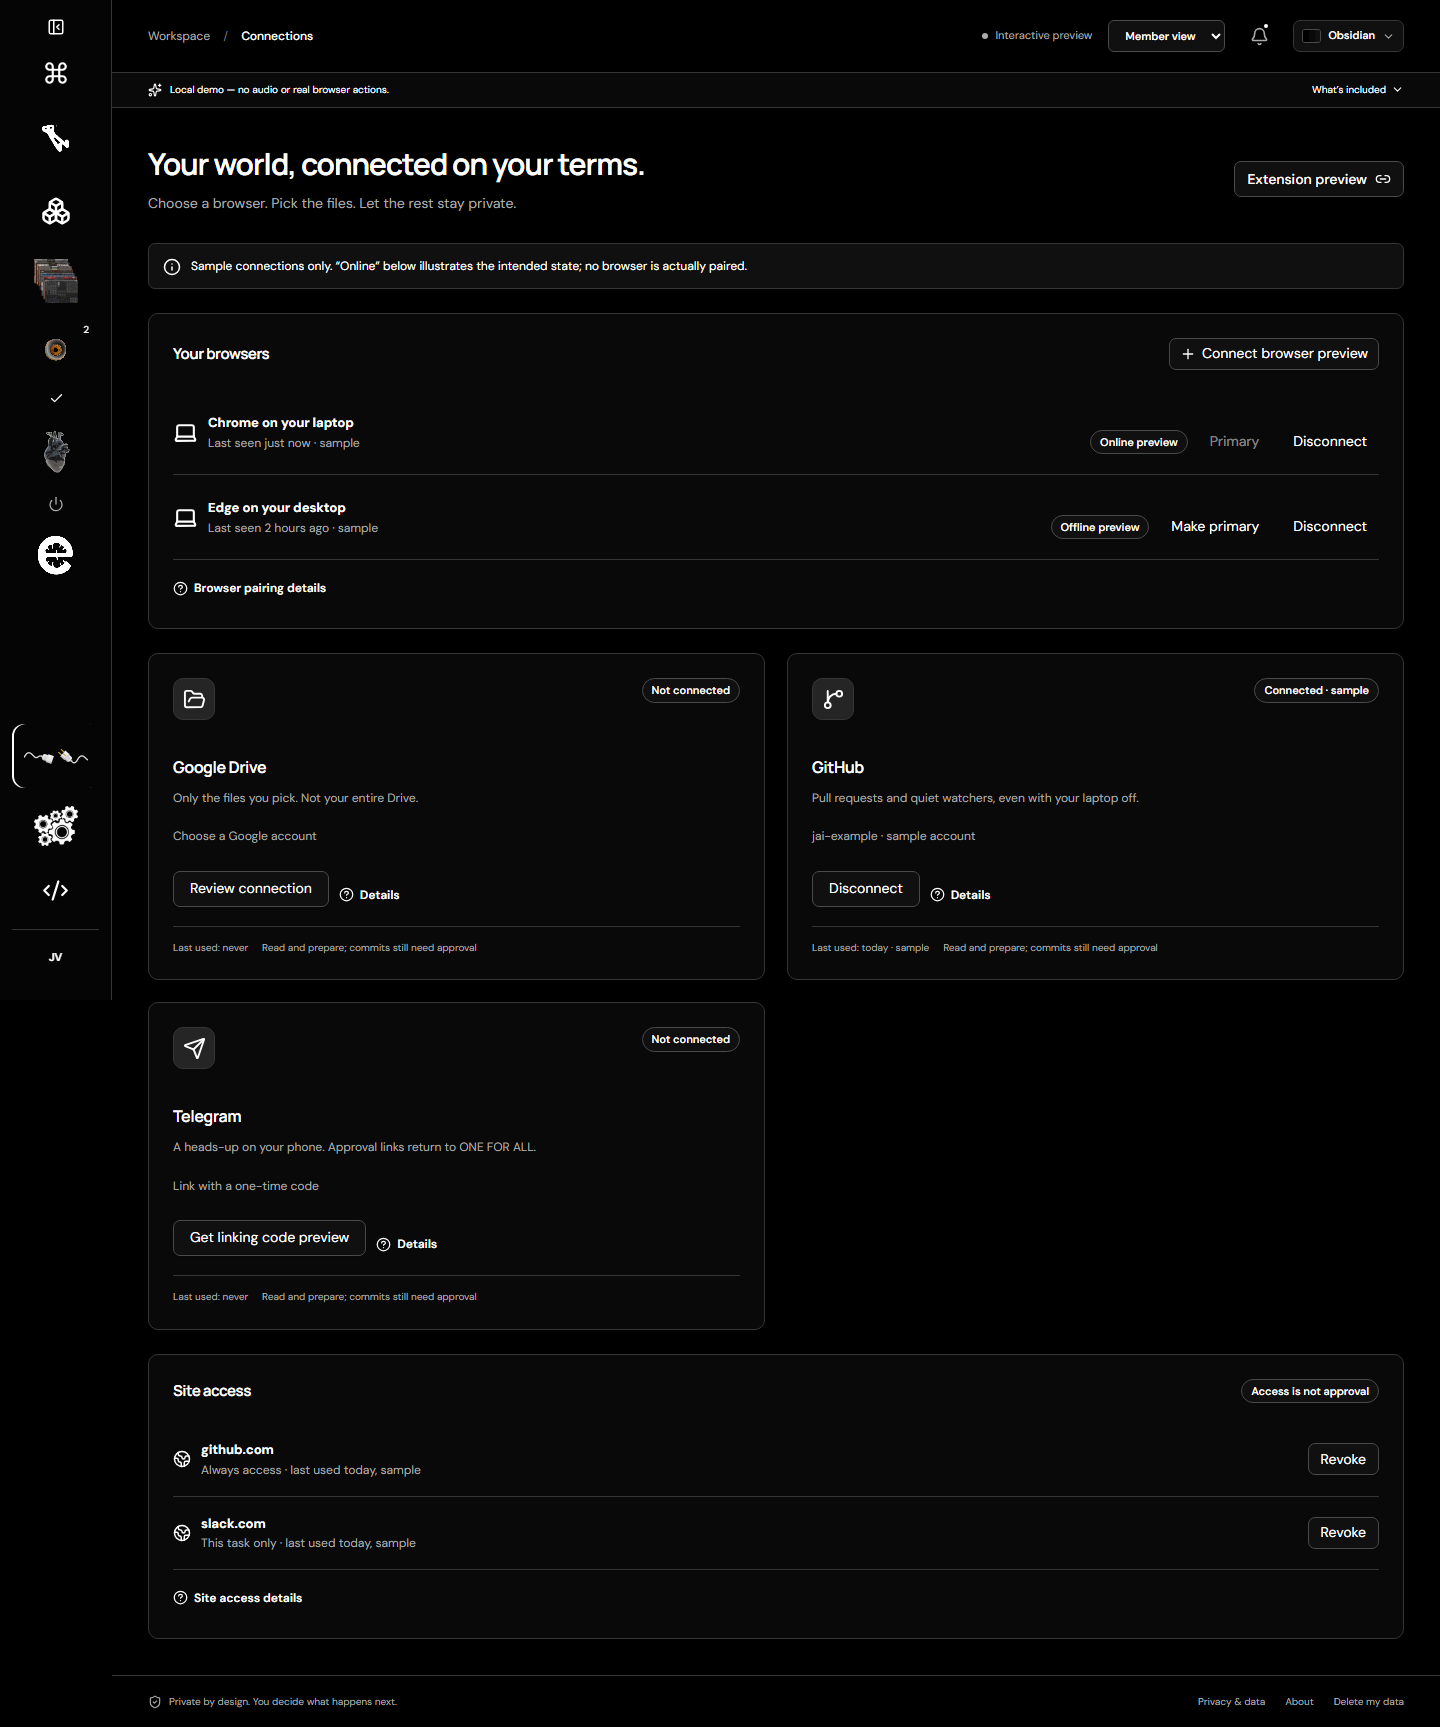 Workspace / Connections
Interactive preview
Member view
Obsidian
Local demo — no audio or real browser actions.
What's included
Your world, connected on your terms.
Choose a browser. Pick the files. Let the rest stay private.
Extension preview
Sample connections only. “Online” below illustrates the intended state; no browser is actually paired.
2
Your browsers
Connect browser preview
Chrome on your laptop
Last seen just now · sample
Online preview
Primary
Disconnect
Edge on your desktop
Last seen 2 hours ago · sample
Offline preview
Make primary
Disconnect
Browser pairing details
Not connected
Google Drive
Only the files you pick. Not your entire Drive.
Choose a Google account
Review connection
Details
Last used: never
Read and prepare; commits still need approval
Connected · sample
GitHub
Pull requests and quiet watchers, even with your laptop off.
jai-example · sample account
Disconnect
Details
Last used: today · sample
Read and prepare; commits still need approval
JV
Not connected
Telegram
A heads-up on your phone. Approval links return to ONE FOR ALL.
Link with a one-time code
Get linking code preview
Details
Last used: never
Read and prepare; commits still need approval
Site access
Access is not approval
github.com
Always access · last used today, sample
Revoke
slack.com
This task only · last used today, sample
Revoke
Site access details
Private by design. You decide what happens next.
Privacy & data
About
Delete my data